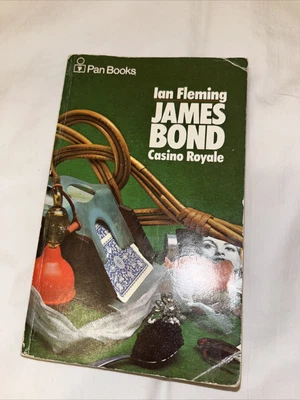 Pan Books
Ian Fleming
JAMES
BOND
Casino Royale